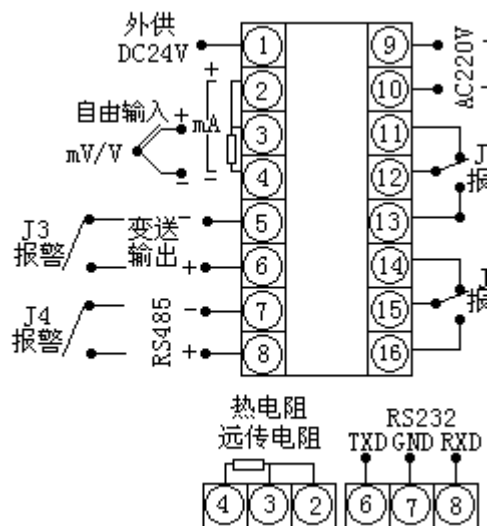 外供
DC24V
1
9
AC220V
+
2
10
自由输入
+
mA
3
11
mV/V
J
报
-
-
4
12
J3
报警
变送
输出
-
5
13
+
6
14
J
报
J4
报警
RS485
-
7
15
+
8
16
热电阻
远传电阻
RS232
TXD GND RXD
4 3 2
6 7 8